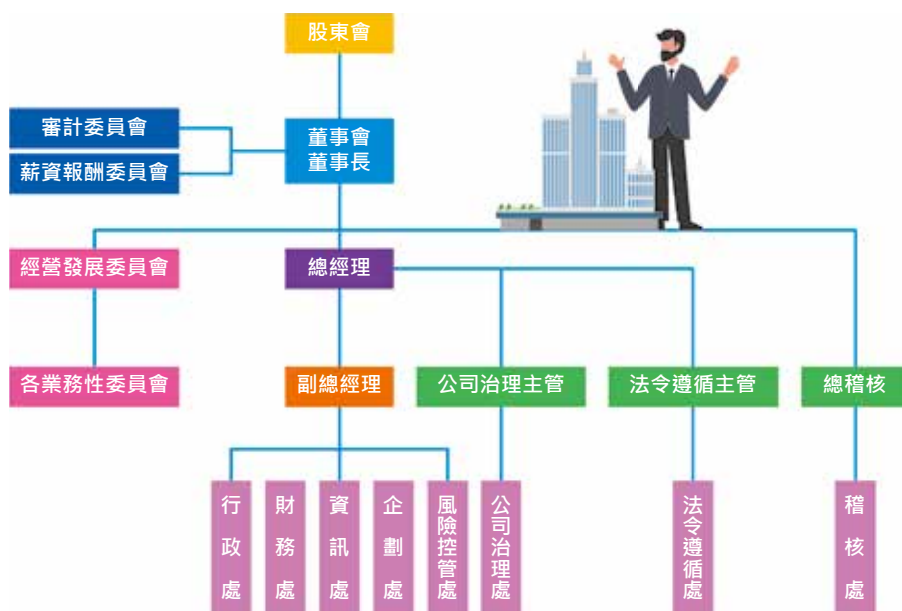 股東會
審計委員會
薪資報酬委員會
董事會
董事長
經營發展委員會
總經理
各業務性委員會
副總經理
公司治理主管
法令遵循主管
總稽核
行政處
財務處
資訊處
企劃處
風險控管處
公司治理處
法令遵循處
稽核處